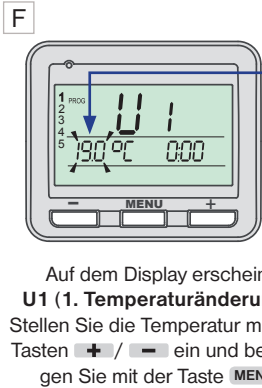 F
1 PROG
2
3
4
5
U 1
19.0 °C 0:00
− MENU +
Auf dem Display erschein
U1 (1. Temperaturänderu
Stellen Sie die Temperatur m
Tasten + / − ein und be
gen Sie mit der Taste MEN